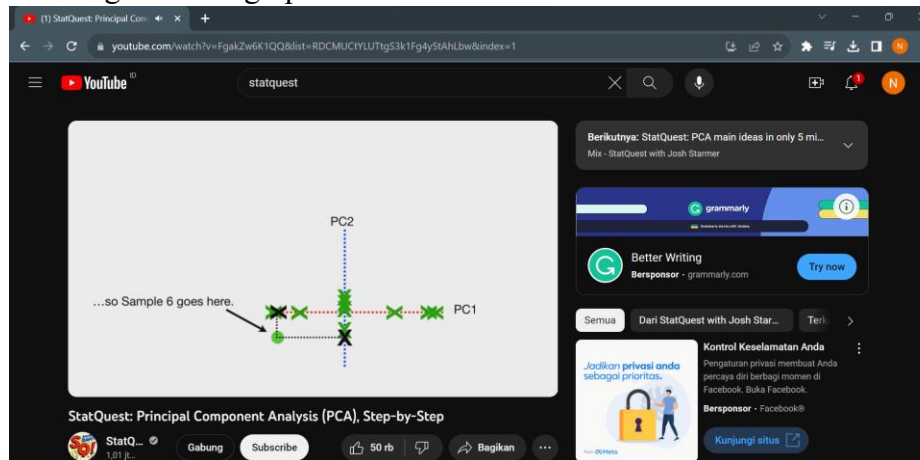 (1) StatQuest: Principal Com
youtube.com/watch?v=FgakZw6K1QQ&list=RDCMUCtYLUTtgS3k1Fg4y5tAhLbw&index=1
N
YouTube ID
statquest
1
N
PC2
...so Sample 6 goes here.
PC1
StatQuest: Principal Component Analysis (PCA), Step-by-Step
StatQ...
1,01 jt...
Gabung
Subscribe
50 rb
Bagikan
Berikutnya: StatQuest: PCA main ideas in only 5 mi...
Mix - StatQuest with Josh Starmer
grammarly
Better Writing
Bersponsor - grammarly.com
Try now
Semua
Dari StatQuest with Josh Star...
Jadikan privasi anda
sebagai prioritas.
Kontrol Keselamatan Anda
Pengaturan privasi membuat Anda
percaya diri berbagi momen di
Facebook. Buka Facebook.
Bersponsor - Facebook®
Kunjungi situs